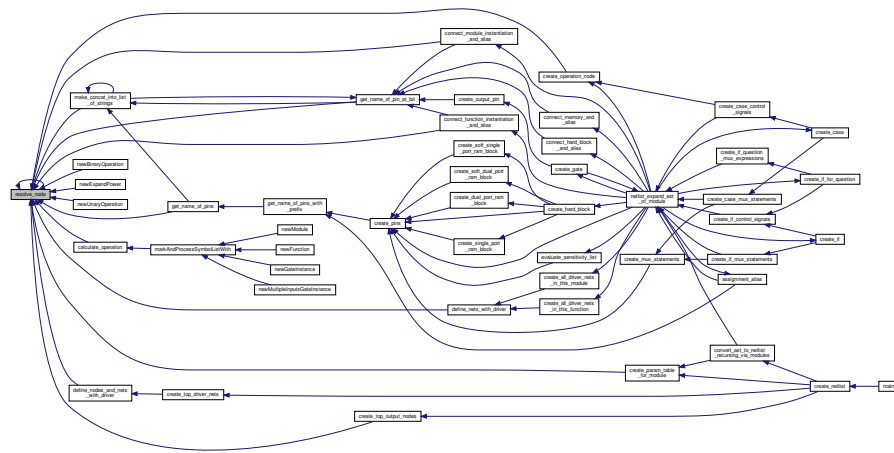 resolve_node
newBinaryOperation
newExpandPower
newUnaryOperation
make_concat_into_list
_of_strings
get_name_of_pins
calculate_operation
define_nodes_and_nets
_with_driver
markAndProcessSymbolListWith
create_top_driver_nets
get_name_of_pins_with
_prefix
newModule
newFunction
newGateInstance
newMultipleInputsGateInstance
get_name_of_pin_at_bit
create_pins
create_top_output_nodes
connect_module_instantiation
_and_alias
create_output_pin
connect_function_instantiation
_and_alias
create_soft_single
_port_ram_block
create_soft_dual_port
_ram_block
create_dual_port_ram
_block
create_single_port
_ram_block
define_nets_with_driver
create_operation_node
connect_memory_and
_alias
connect_hard_block
_and_alias
create_gate
create_hard_block
evaluate_sensitivity_list
create_all_driver_nets
_in_this_module
create_all_driver_nets
_in_this_function
netlist_expand_ast
_of_module
create_mux_statements
create_param_table
_for_module
create_case_control
_signals
create_if_question
_mux_expressions
create_case_mux_statements
create_if_control_signals
create_if_mux_statements
assignment_alias
convert_ast_to_netlist
_recursing_via_modules
create_case
create_if_for_question
create_if
create_netlist
main